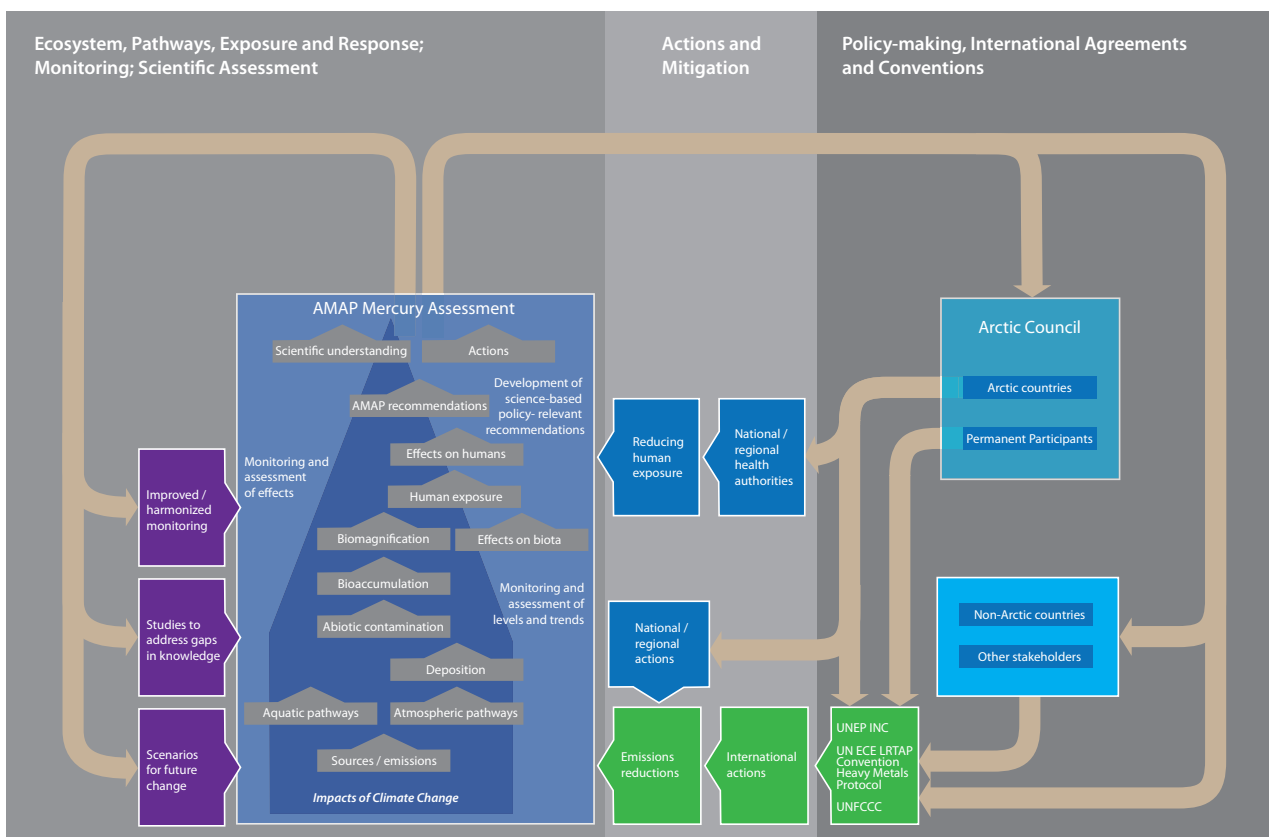 Ecosystem, Pathways, Exposure and Response;
Monitoring; Scientific Assessment
Actions and
Mitigation
Policy-making, International Agreements
and Conventions
AMAP Mercury Assessment
Scientific understanding
Actions
Development of
science-based
policy- relevant
recommendations
AMAP recommendations
Effects on humans
Monitoring and
assessment
of effects
Human exposure
Biomagnification
Effects on biota
Bioaccumulation
Monitoring and
assessment of
levels and trends
Abiotic contamination
Deposition
Aquatic pathways
Atmospheric pathways
Sources / emissions
Impacts of Climate Change
Improved /
harmonized
monitoring
Studies to
address gaps
in knowledge
Scenarios
for future
change
Reducing
human
exposure
National /
regional
health
authorities
National /
regional
actions
Emissions
reductions
International
actions
Arctic Council
Arctic countries
Permanent Participants
Non-Arctic countries
Other stakeholders
UNEP INC
UN ECE LRTAP
Convention
Heavy Metals
Protocol
UNFCCC